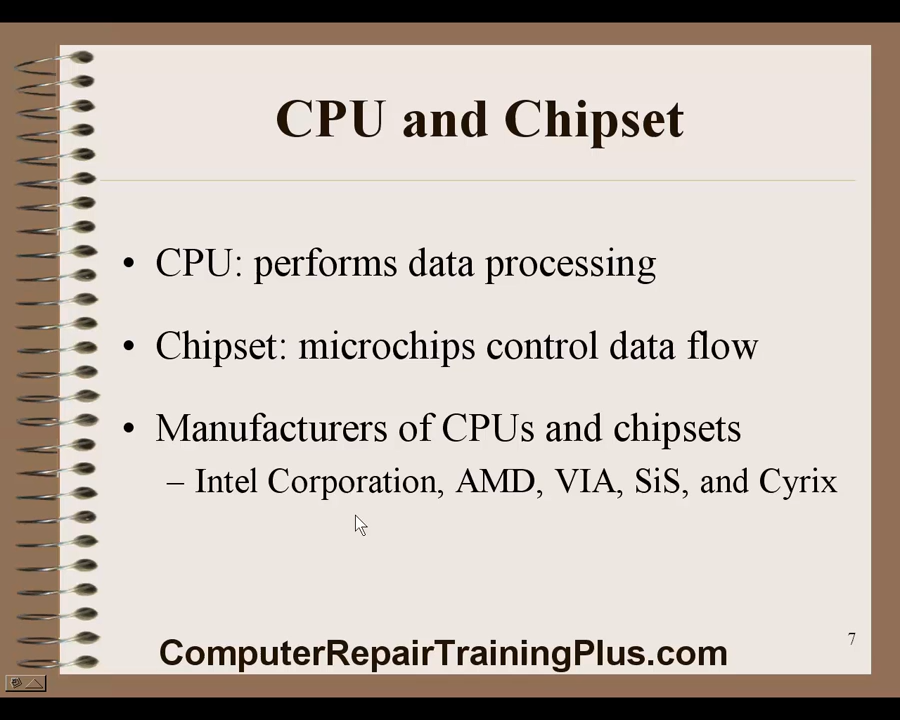 CPU and Chipset
• CPU: performs data processing
• Chipset: microchips control data flow
• Manufacturers of CPUs and chipsets
– Intel Corporation, AMD, VIA, SiS, and Cyrix
7
ComputerRepairTrainingPlus.com